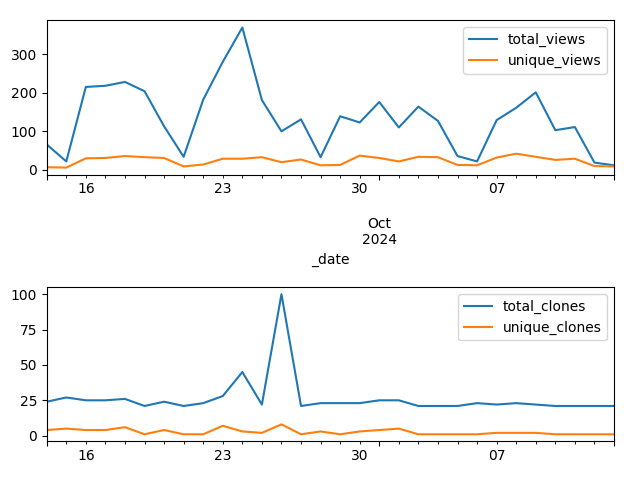 total_views
unique_views
300
200
100
0
16 23 30 07
Oct
2024
_date
total_clones
unique_clones
100
75
50
25
0
16 23 30 07